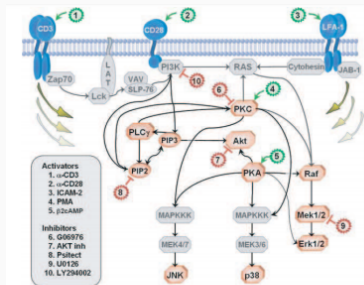 CD3
1
CD28
2
3
LFA-1
Zap70
LAT
Lck
VAV
SLP-76
PI3K
10
RAS
Cytohesin
JAB-1
6
PKC
4
PLCγ
PIP3
Akt
7
5
PIP2
8
PKA
Raf
MAPKKK
MAPKKK
Mek1/2
9
MEK4/7
MEK3/6
Erk1/2
JNK
p38
Activators
1. α-CD3
2. α-CD28
3. ICAM-2
4. PMA
5. β2cAMP
Inhibitors
6. G06976
7. AKT inh
8. Psitect
9. U0126
10. LY294002